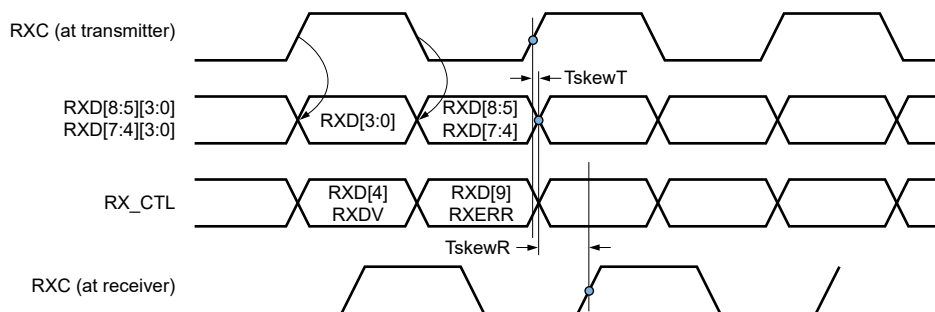 RXC (at transmitter)
TskewT
RXD[8:5][3:0]
RXD[7:4][3:0]
RXD[3:0]
RXD[8:5]
RXD[7:4]
RX_CTL
RXD[4]
RXDV
RXD[9]
RXERR
TskewR
RXC (at receiver)